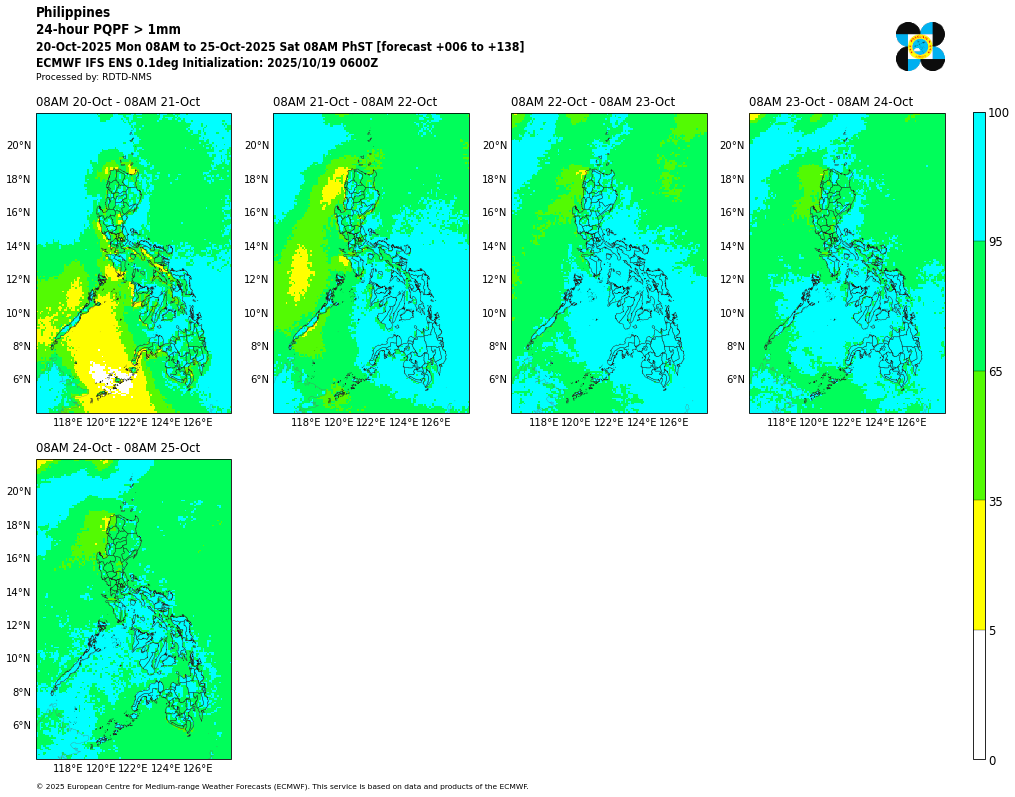 Philippines
24-hour PQPF > 1mm
20-Oct-2025 Mon 08AM to 25-Oct-2025 Sat 08AM PhST [forecast +006 to +138]
ECMWF IFS ENS 0.1deg Initialization: 2025/10/19 0600Z
Processed by: RDTD-NMS
08AM 20-Oct - 08AM 21-Oct
08AM 21-Oct - 08AM 22-Oct
08AM 22-Oct - 08AM 23-Oct
08AM 23-Oct - 08AM 24-Oct
20°N
18°N
16°N
14°N
12°N
10°N
8°N
6°N
118°E 120°E 122°E 124°E 126°E
20°N
18°N
16°N
14°N
12°N
10°N
8°N
6°N
118°E 120°E 122°E 124°E 126°E
20°N
18°N
16°N
14°N
12°N
10°N
8°N
6°N
118°E 120°E 122°E 124°E 126°E
20°N
18°N
16°N
14°N
12°N
10°N
8°N
6°N
118°E 120°E 122°E 124°E 126°E
100
95
65
35
5
0
08AM 24-Oct - 08AM 25-Oct
20°N
18°N
16°N
14°N
12°N
10°N
8°N
6°N
118°E 120°E 122°E 124°E 126°E
© 2025 European Centre for Medium-range Weather Forecasts (ECMWF). This service is based on data and products of the ECMWF.